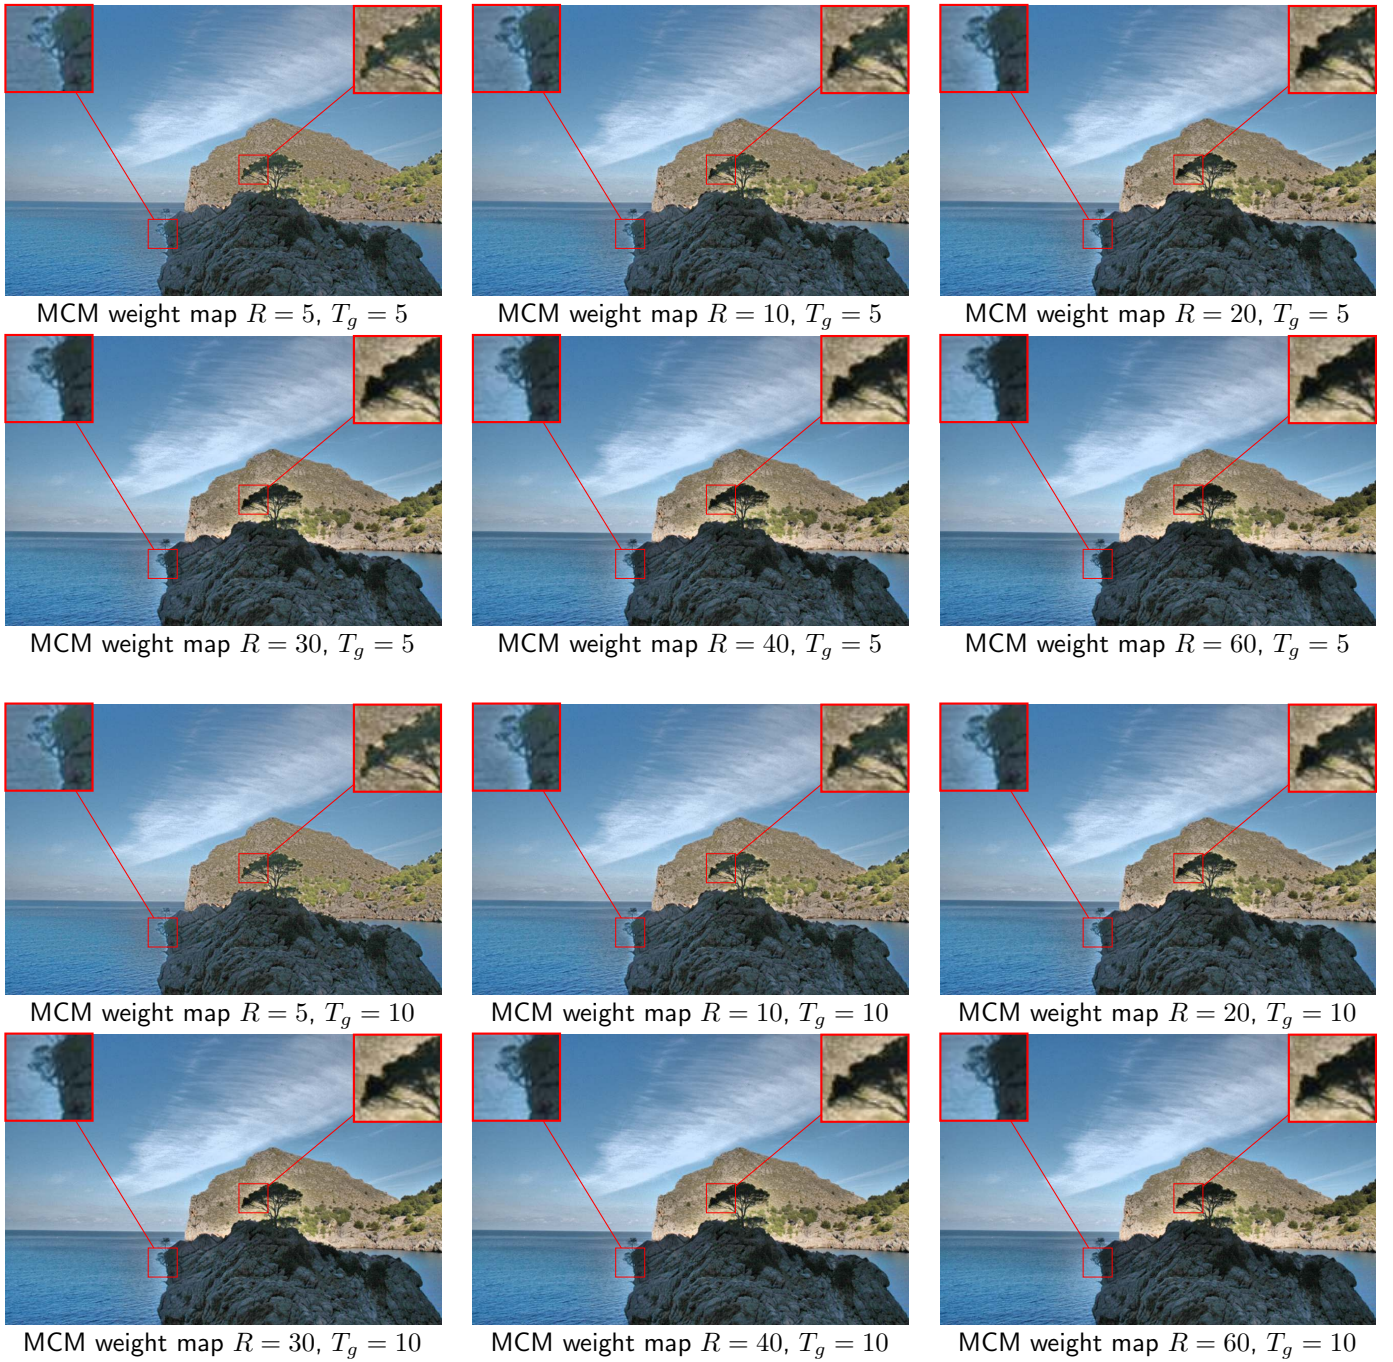 MCM weight map R = 5, T_g = 5
MCM weight map R = 10, T_g = 5
MCM weight map R = 20, T_g = 5
MCM weight map R = 30, T_g = 5
MCM weight map R = 40, T_g = 5
MCM weight map R = 60, T_g = 5
MCM weight map R = 5, T_g = 10
MCM weight map R = 10, T_g = 10
MCM weight map R = 20, T_g = 10
MCM weight map R = 30, T_g = 10
MCM weight map R = 40, T_g = 10
MCM weight map R = 60, T_g = 10